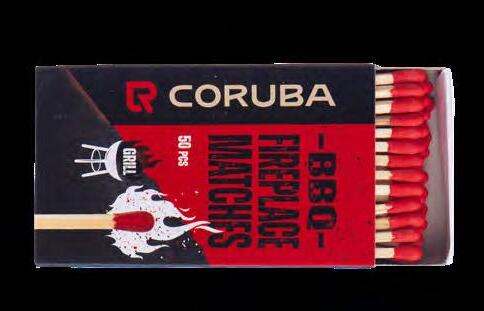 CORUBA
-BBQ-
FIREPLACE
MATCHES
50 PCS
GRILL